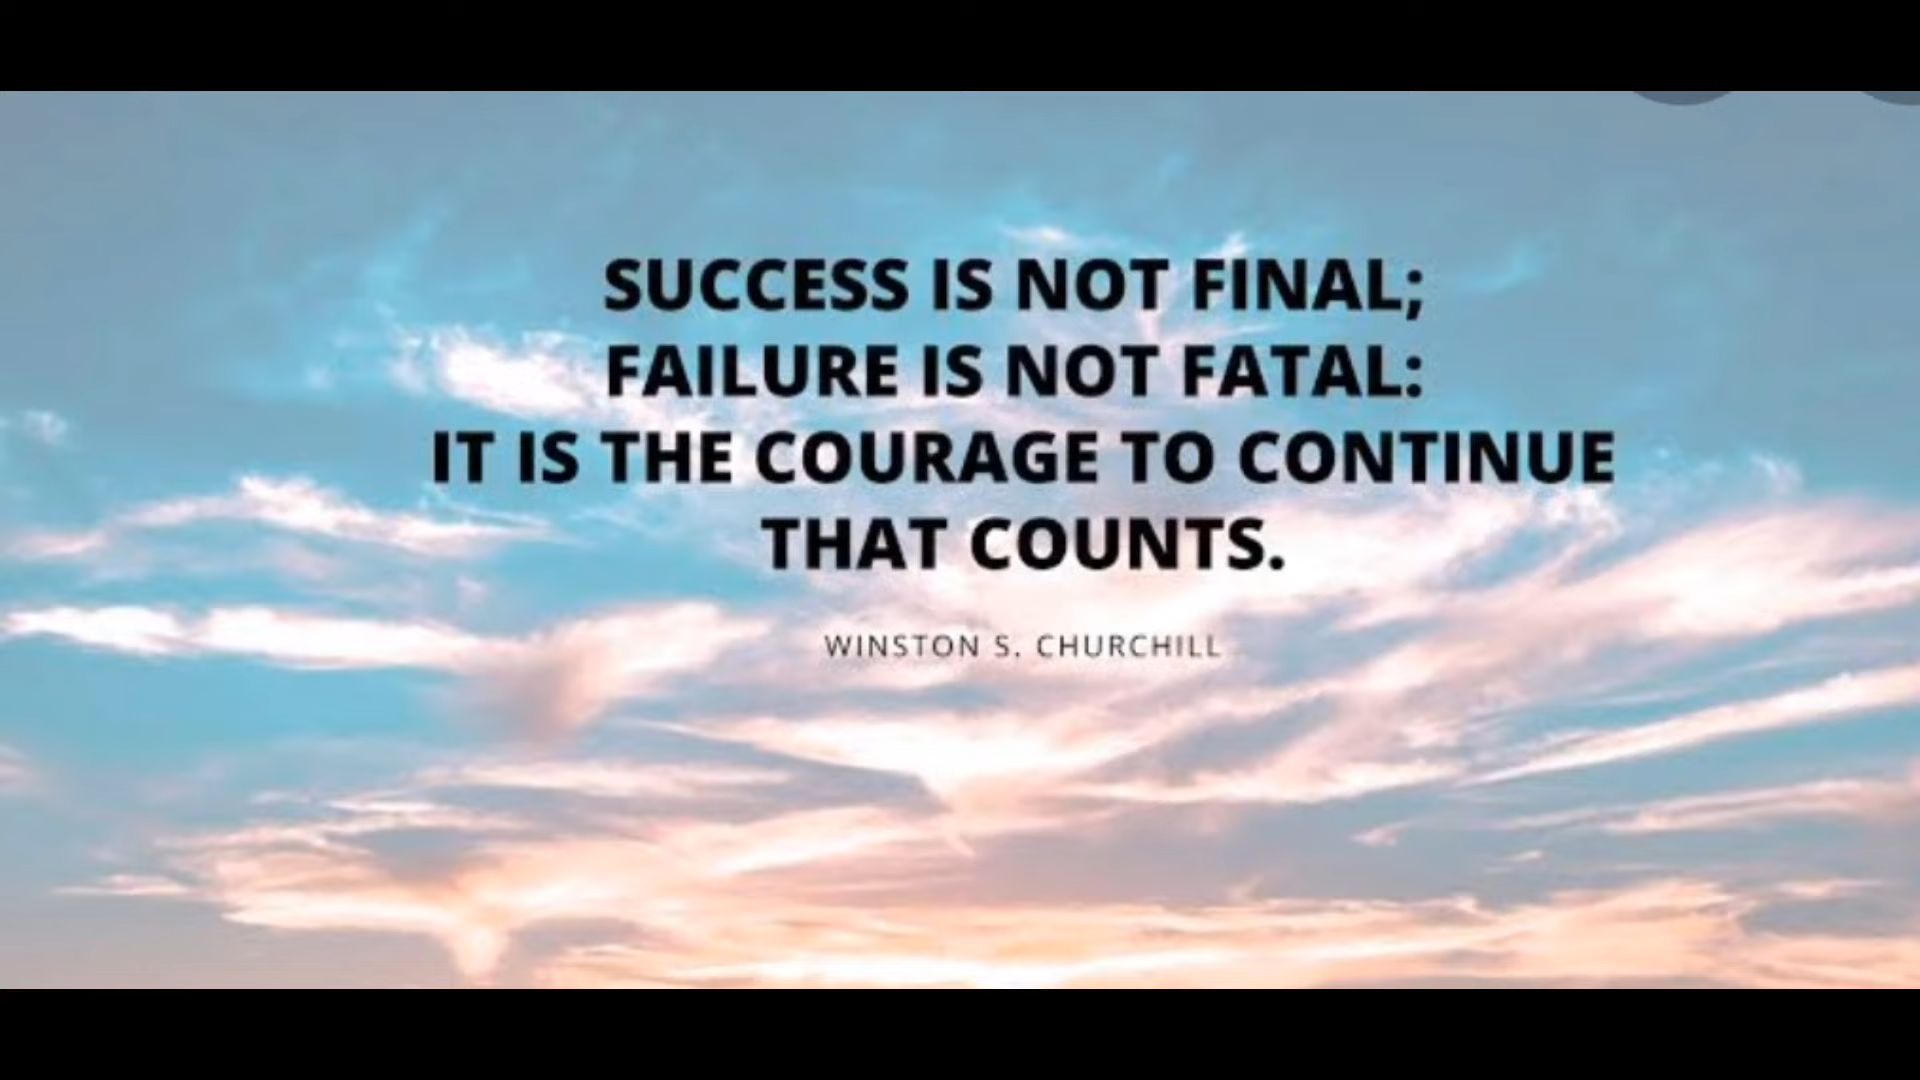 SUCCESS IS NOT FINAL;
FAILURE IS NOT FATAL:
IT IS THE COURAGE TO CONTINUE
THAT COUNTS.
WINSTON S. CHURCHILL